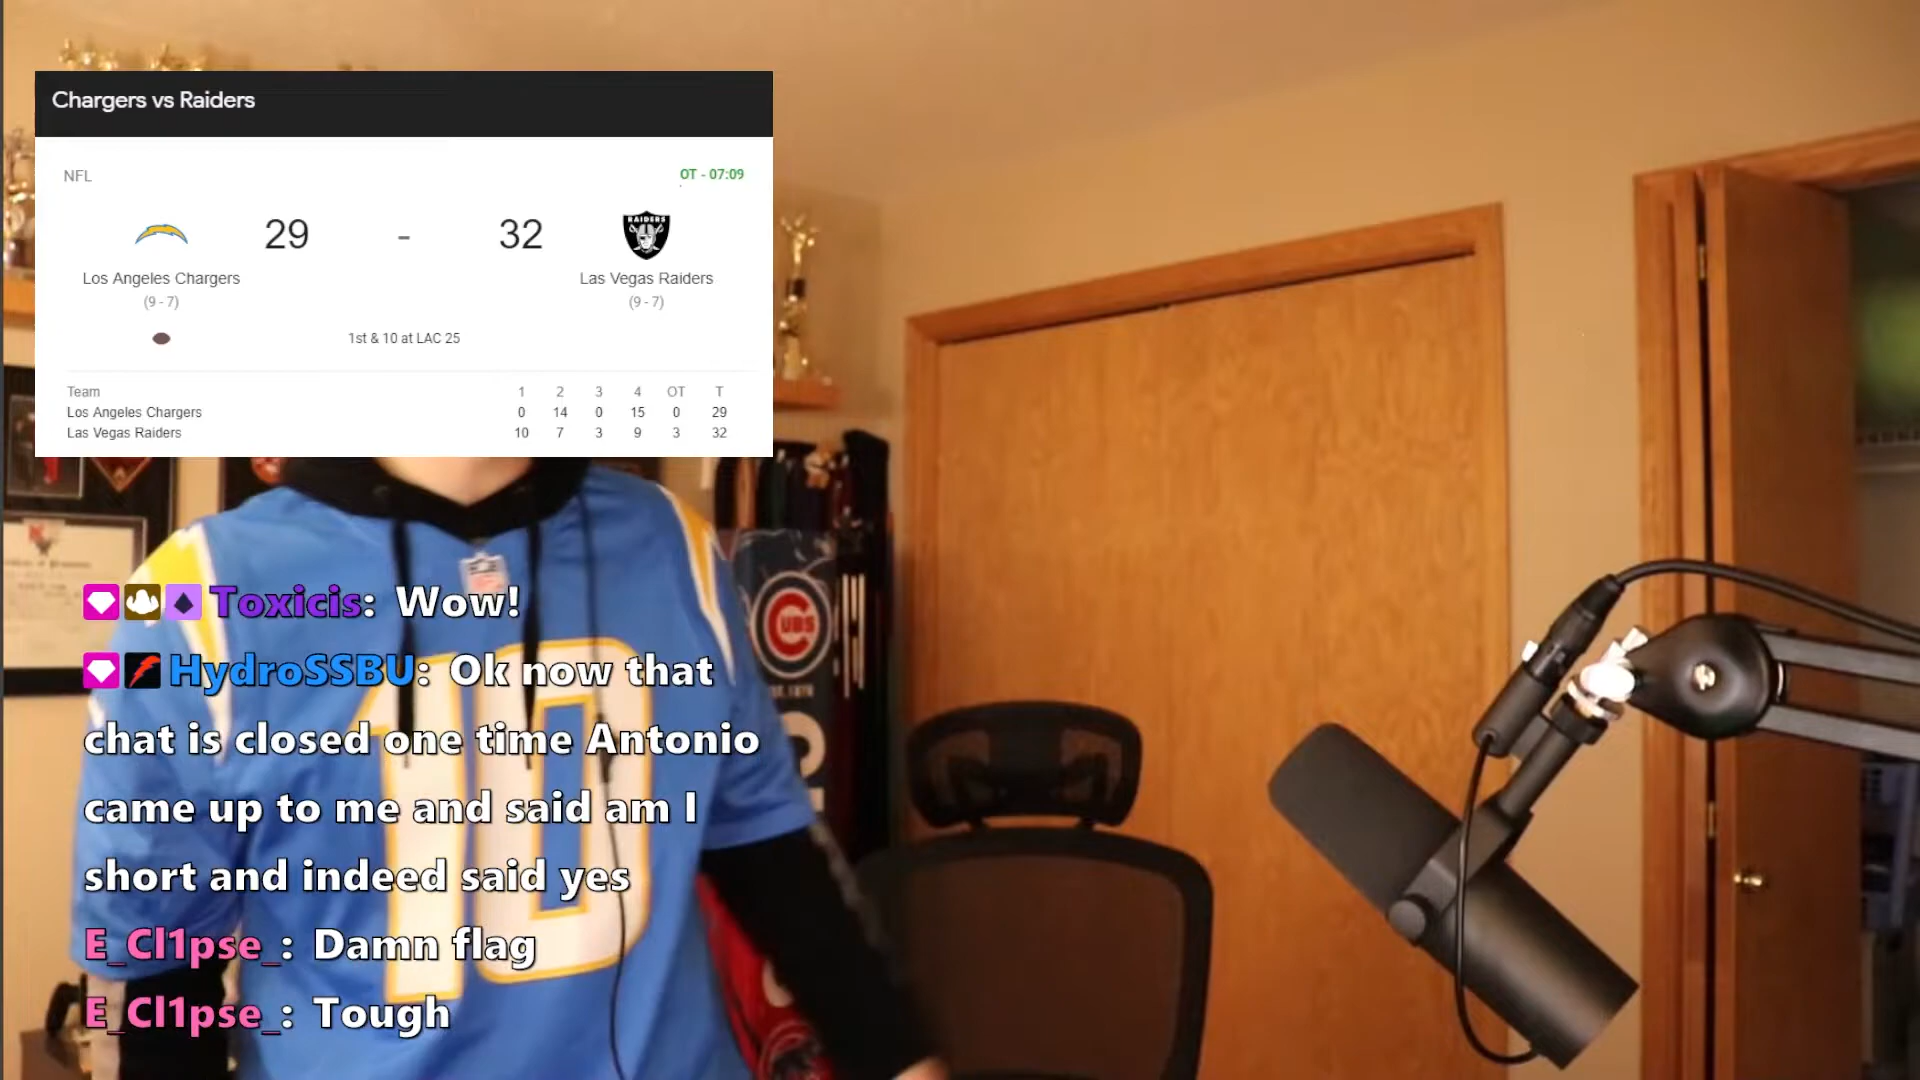 Chargers vs Raiders
NFL
OT - 07:09
29 - 32
RAIDERS
Los Angeles Chargers
Las Vegas Raiders
(9 - 7)
(9 - 7)
1st & 10 at LAC 25
Team 1 2 3 4 OT T
Los Angeles Chargers 0 14 0 15 0 29
Las Vegas Raiders 10 7 3 9 3 32
Toxicis: Wow!
HydroSSBU: Ok now that
chat is closed one time Antonio
came up to me and said am I
short and indeed said yes
E_Cl1pse_: Damn flag
E_Cl1pse_: Tough
NFL
10
CUBS